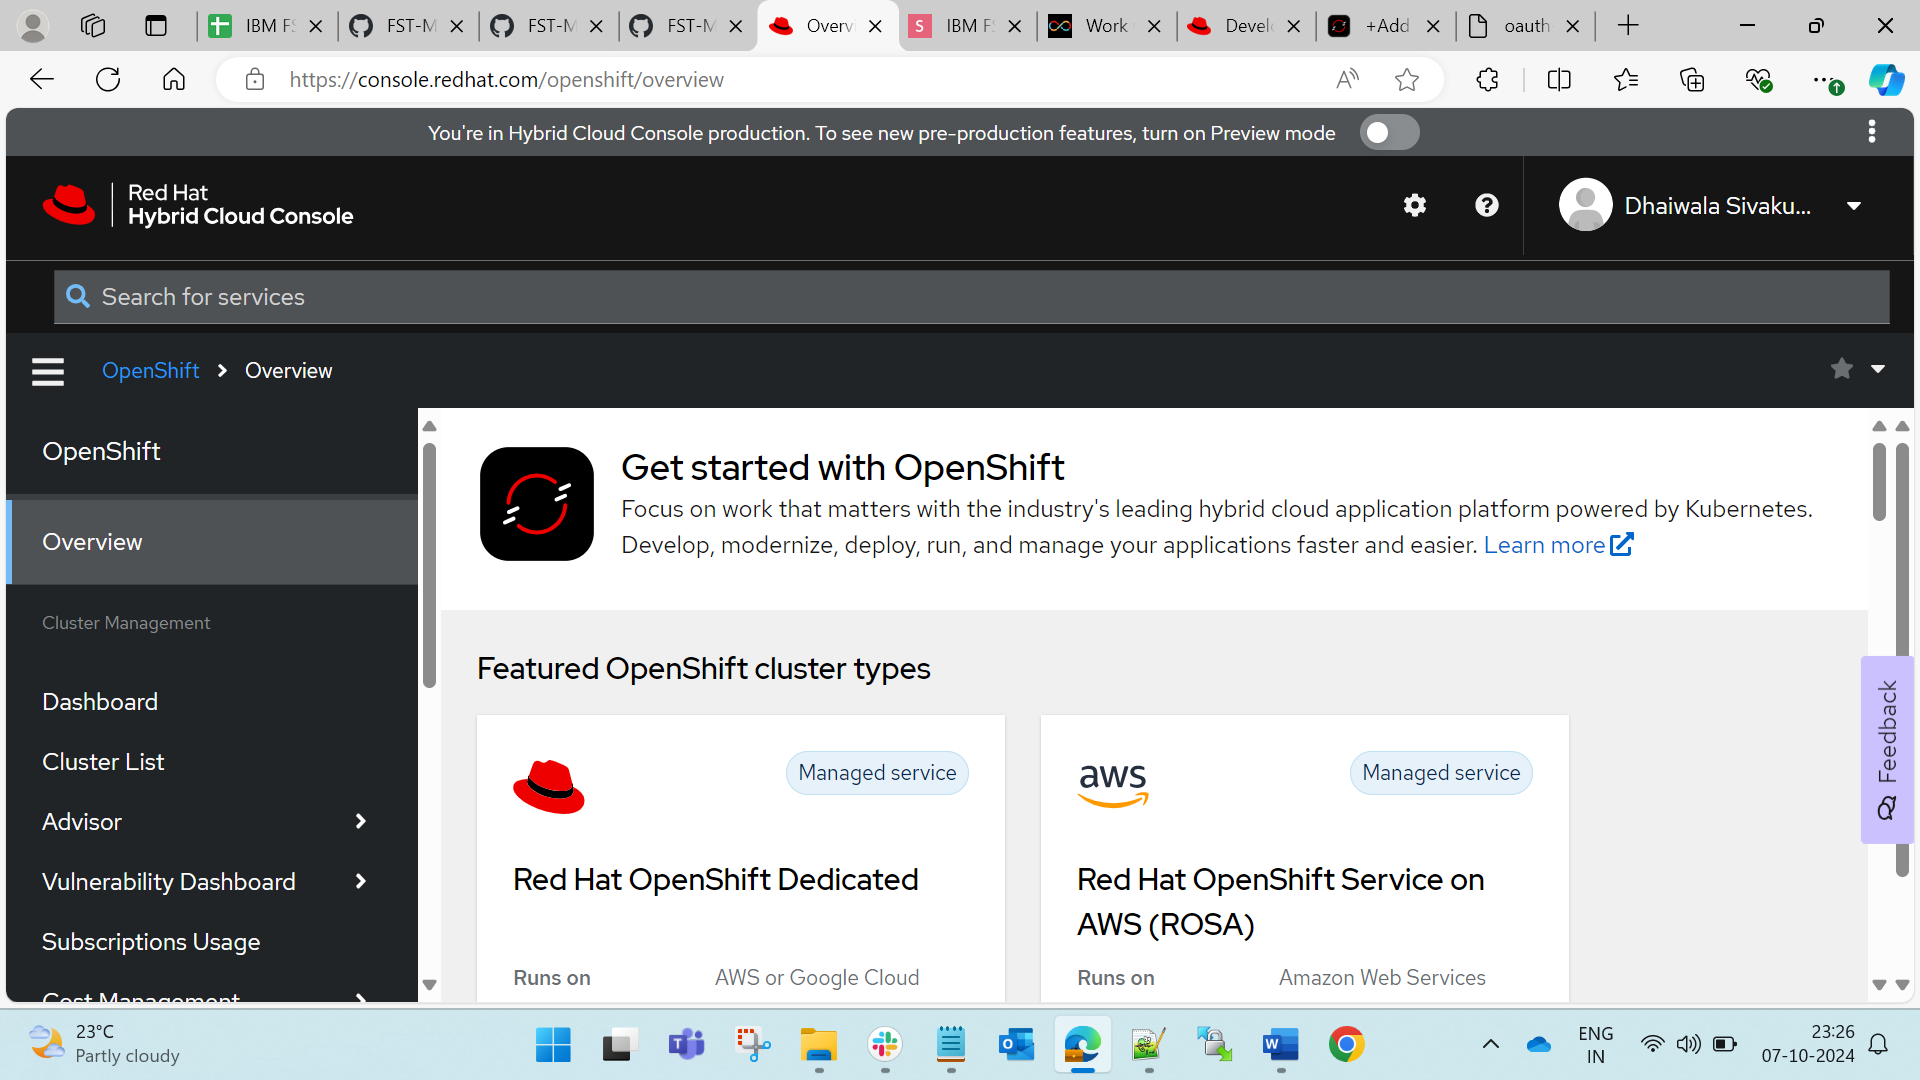 IBM FS
FST-M
FST-M
FST-M
Overvi
S
IBM FS
Work
Develo
+Add
oauth
https://console.redhat.com/openshift/overview
You're in Hybrid Cloud Console production. To see new pre-production features, turn on Preview mode
Red Hat
Hybrid Cloud Console
Dhaiwala Sivaku...
Search for services
OpenShift
Overview
OpenShift
Overview
Cluster Management
Dashboard
Cluster List
Advisor
Vulnerability Dashboard
Subscriptions Usage
Cost Management
Get started with OpenShift
Focus on work that matters with the industry's leading hybrid cloud application platform powered by Kubernetes.
Develop, modernize, deploy, run, and manage your applications faster and easier. Learn more
Featured OpenShift cluster types
Managed service
Red Hat OpenShift Dedicated
Runs on AWS or Google Cloud
aws
Managed service
Red Hat OpenShift Service on
AWS (ROSA)
Runs on Amazon Web Services
Feedback
23°C
Partly cloudy
ENG
IN
23:26
07-10-2024